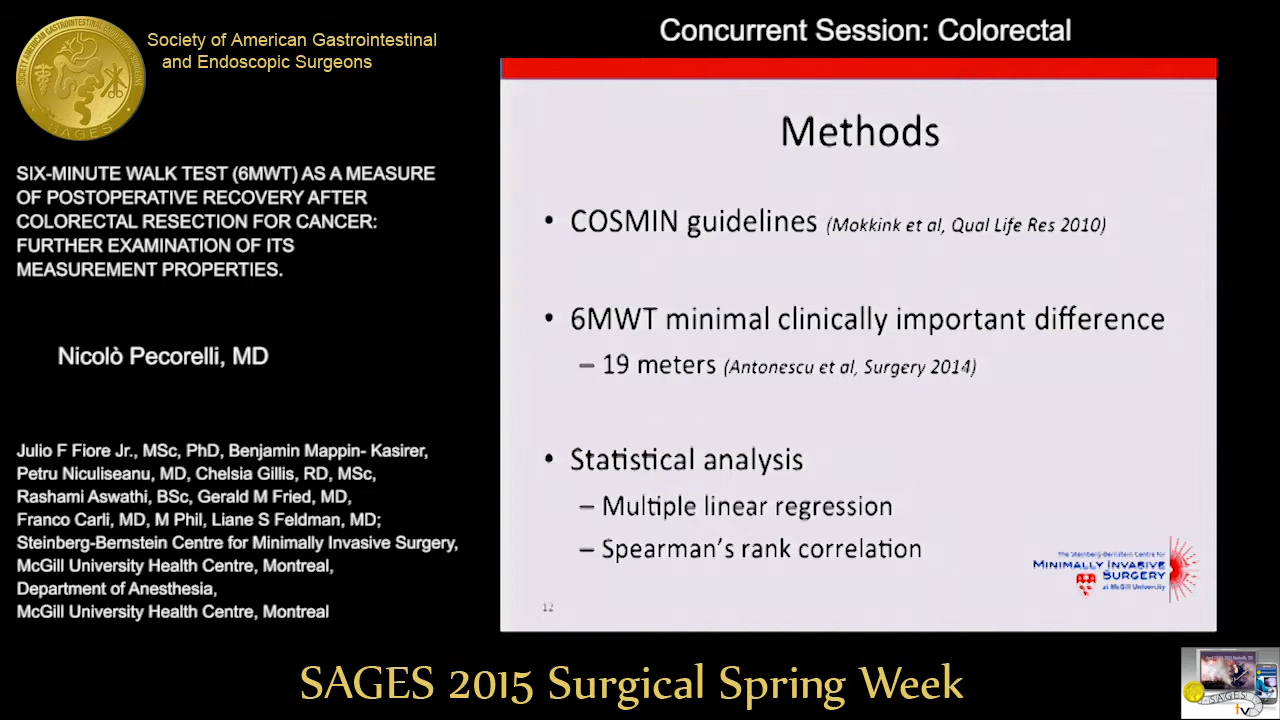 Society of American Gastrointestinal
and Endoscopic Surgeons
SAGES
Concurrent Session: Colorectal
SIX-MINUTE WALK TEST (6MWT) AS A MEASURE
OF POSTOPERATIVE RECOVERY AFTER
COLORECTAL RESECTION FOR CANCER:
FURTHER EXAMINATION OF ITS
MEASUREMENT PROPERTIES.
Nicolò Pecorelli, MD
Julio F Fiore Jr., MSc, PhD, Benjamin Mappin- Kasirer,
Petru Niculiseanu, MD, Chelsia Gillis, RD, MSc,
Rashami Aswathi, BSc, Gerald M Fried, MD,
Franco Carli, MD, M Phil, Liane S Feldman, MD;
Steinberg-Bernstein Centre for Minimally Invasive Surgery,
McGill University Health Centre, Montreal,
Department of Anesthesia,
McGill University Health Centre, Montreal
Methods
• COSMIN guidelines (Mokkink et al, Qual Life Res 2010)
• 6MWT minimal clinically important difference
– 19 meters (Antonescu et al, Surgery 2014)
• Statistical analysis
– Multiple linear regression
– Spearman's rank correlation
The Steinberg-Bernstein Centre for
MINIMALLY INVASIVE
SURGERY
at McGill University
12
SAGES 2015 Surgical Spring Week
SAGES
tv